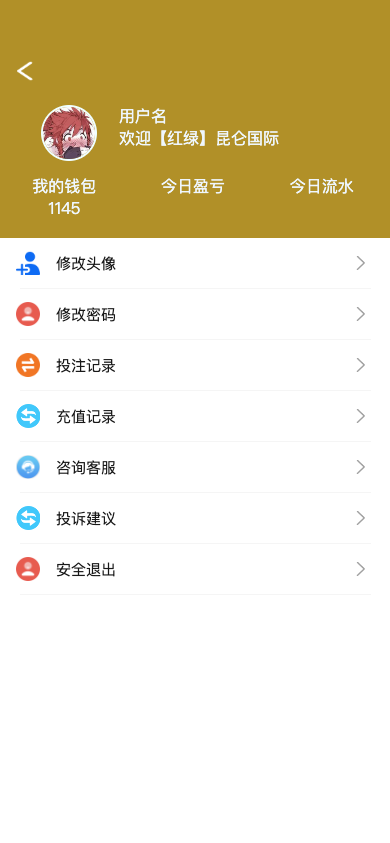 用户名
欢迎【红绿】昆仑国际
我的钱包 今日盈亏 今日流水
1145
修改头像
修改密码
投注记录
充值记录
咨询客服
投诉建议
安全退出